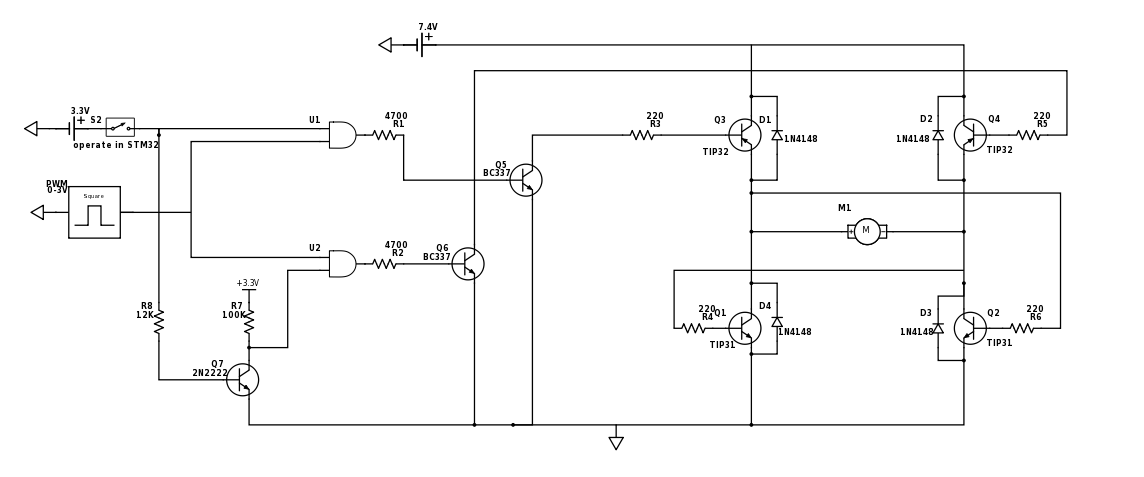 7.4V
+
3.3V
+ S2
operate in STM32
U1
4700
R1
220
R3
Q3
D1
1N4148
TIP32
D2
1N4148
Q4
TIP32
220
R5
Q5
BC337
PWM
0-3V
Square
M1
+ M -
U2
4700
R2
Q6
BC337
+3.3V
R8
12K
R7
100K
220
R4
Q1
TIP31
D4
1N4148
D3
1N4148
Q2
TIP31
220
R6
Q7
2N2222